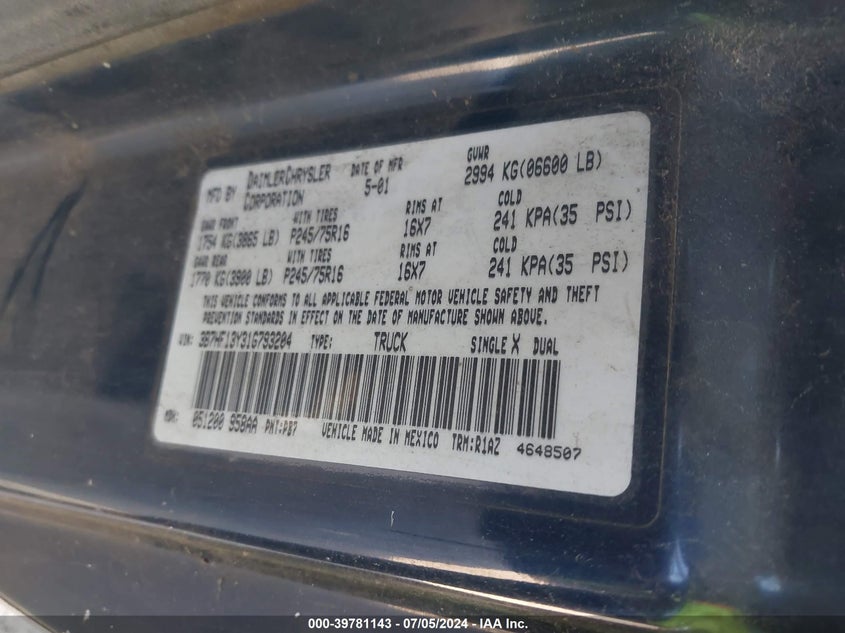 MFD BY DAIMLERCHRYSLER CORPORATION DATE OF MFR 5-01 GVWR 2994 KG(06600 LB)
GAWR FRONT WITH TIRES RIMS AT COLD
1754 KG(3865 LB) P245/75R16 16X7 241 KPA(35 PSI)
GAWR REAR WITH TIRES RIMS AT COLD
1770 KG(3900 LB) P245/75R16 16X7 241 KPA(35 PSI)
THIS VEHICLE CONFORMS TO ALL APPLICABLE FEDERAL MOTOR VEHICLE SAFETY AND THEFT
PREVENTION STANDARDS IN EFFECT ON THE DATE OF MANUFACTURE SHOWN ABOVE.
VIN: 3B7HF13Y31G793204 TYPE: TRUCK SINGLE X DUAL
MDH: 051200 958AA PNT:PB7 VEHICLE MADE IN MEXICO TRM:R1AZ 4648507
000-39781143 - 07/05/2024 - IAA Inc.